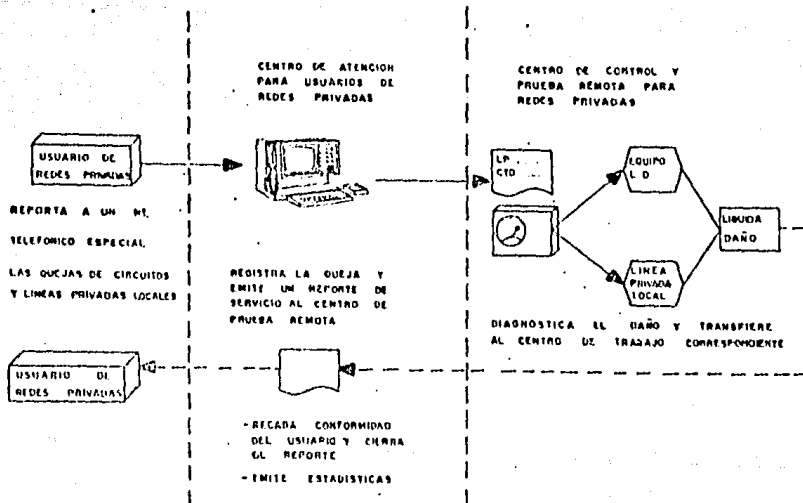 CENTRO DE ATENCION
PARA USUARIOS DE
REDES PRIVADAS
CENTRO DE CONTROL Y
PRUEBA REMOTA PARA
REDES PRIVADAS
USUARIO DE
REDES PRIVADAS
LP
CTO
EQUIPO
L D
LIQUIDA
DAÑO
LINEA
PRIVADA
LOCAL
REPORTA A UN Nº.
TELEFONICO ESPECIAL
LAS QUEJAS DE CIRCUITOS
Y LINEAS PRIVADAS LOCALES
REGISTRA LA QUEJA Y
EMITE UN REPORTE DE
SERVICIO AL CENTRO DE
PRUEBA REMOTA
DIAGNOSTICA EL DAÑO Y TRANSFIERE
AL CENTRO DE TRABAJO CORRESPONDIENTE
USUARIO DE
REDES PRIVADAS
- RECABA CONFORMIDAD
DEL USUARIO Y CIERRA
EL REPORTE
- EMITE ESTADISTICAS